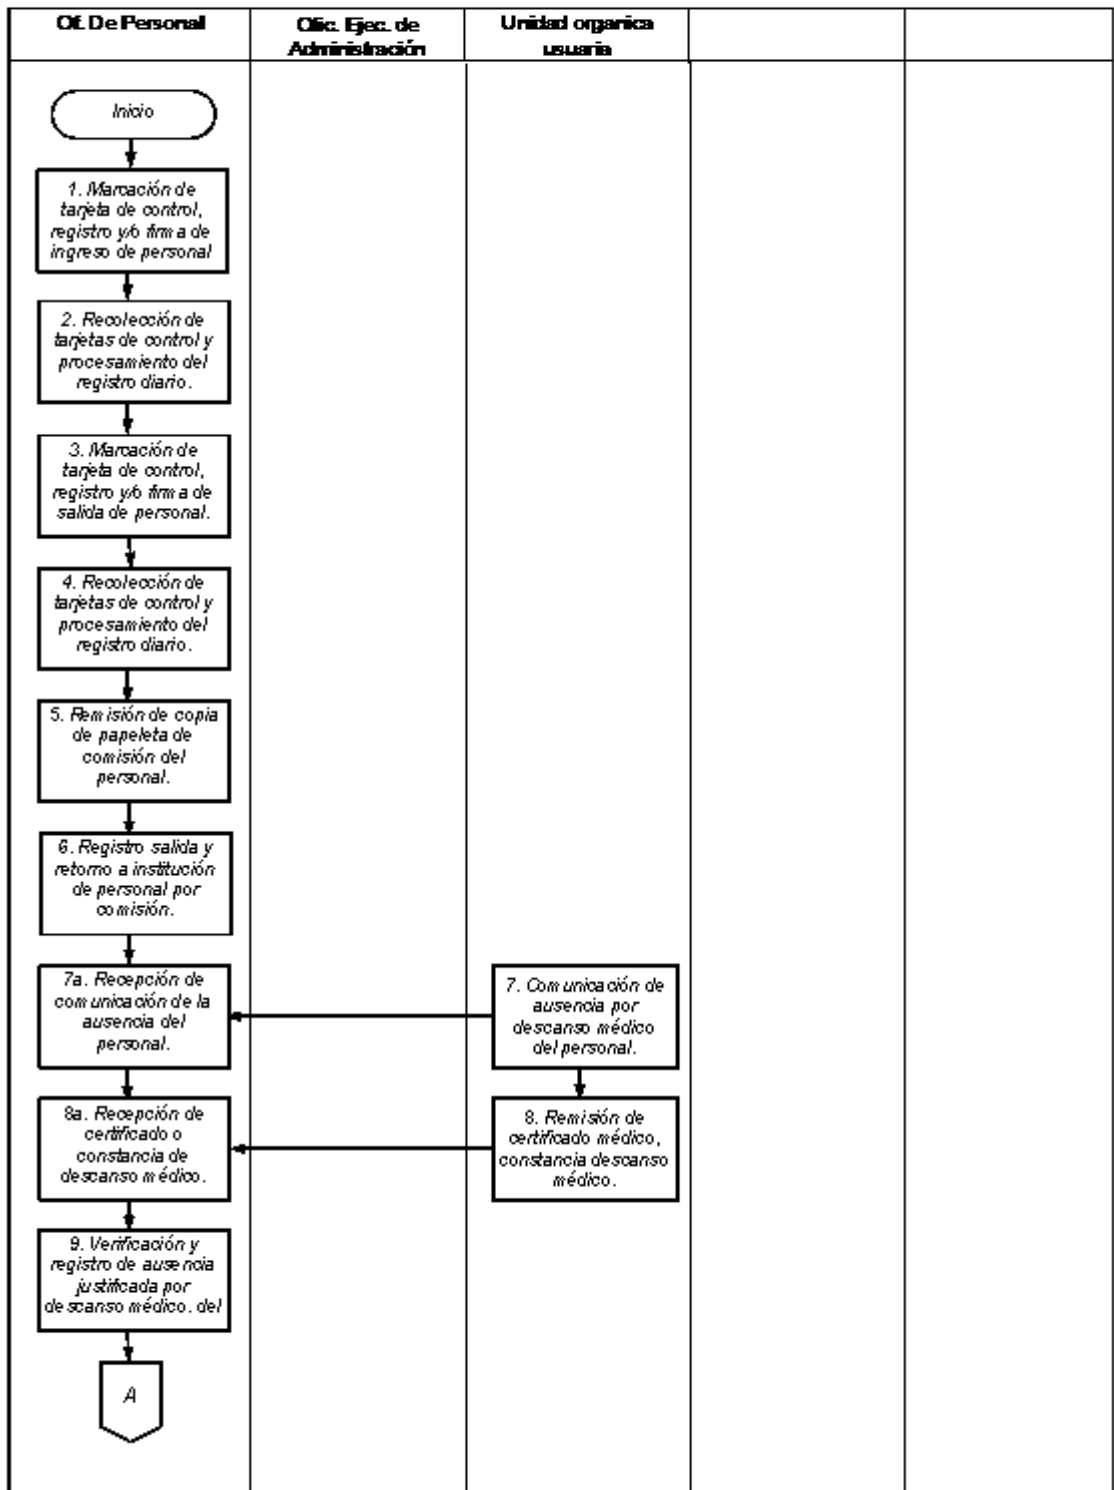 Of. De Personal
Ofic. Ejec. de
Administración
Unidad organica
usuaria
Inicio
1. Marcación de
tarjeta de control,
registro y/o firma de
ingreso de personal
2. Recolección de
tarjetas de control y
procesamiento del
registro diario.
3. Marcación de
tarjeta de control,
registro y/o firma de
salida de personal.
4. Recolección de
tarjetas de control y
procesamiento del
registro diario.
5. Remisión de copia
de papeleta de
comisión del
personal.
6. Registro salida y
retorno a institución
de personal por
comisión.
7a. Recepción de
comunicación de la
ausencia del
personal.
7. Comunicación de
ausencia por
descanso médico
del personal.
8a. Recepción de
certificado o
constancia de
descanso médico.
8. Remisión de
certificado médico,
constancia descanso
médico.
9. Verificación y
registro de ausencia
justificada por
descanso médico. del
A